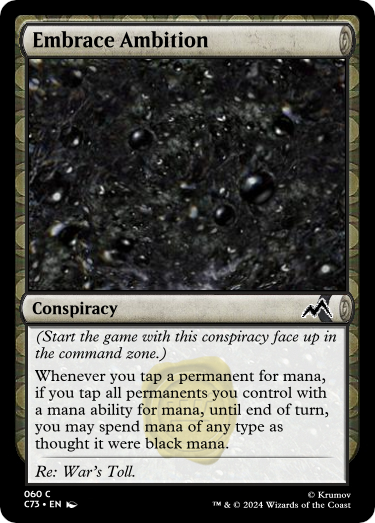 Embrace Ambition
Conspiracy
(Start the game with this conspiracy face up in
the command zone.)
Whenever you tap a permanent for mana,
if you tap all permanents you control with
a mana ability for mana, until end of turn,
you may spend mana of any type as
thought it were black mana.
Re: War's Toll.
060 C
C73 • EN
© Krumov
™ & © 2024 Wizards of the Coast